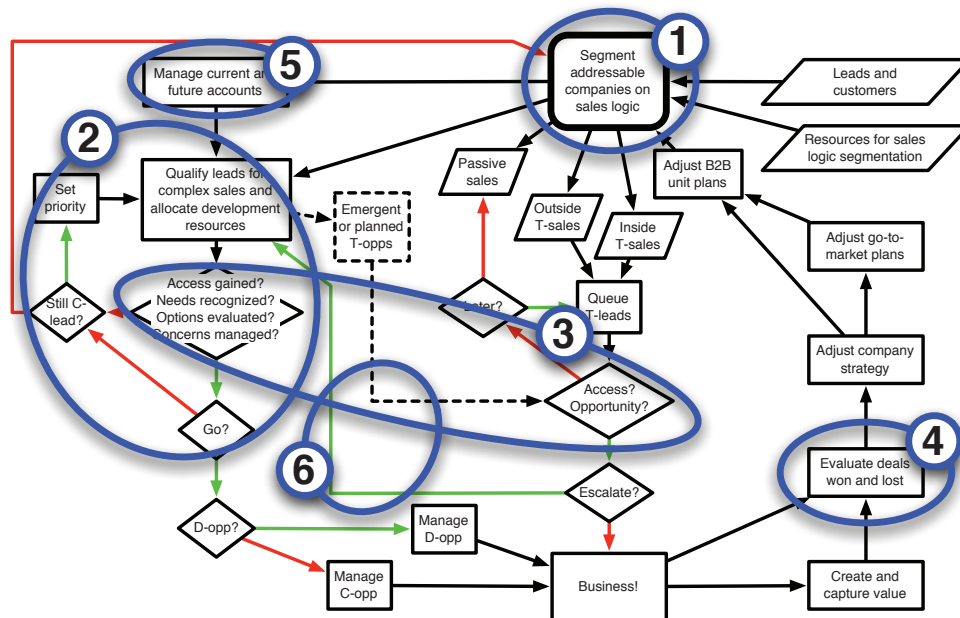 1
Segment
addressable
companies on
sales logic
5
Manage current an
future accounts
Leads and
customers
Resources for sales
logic segmentation
2
Passive
sales
Adjust B2B
unit plans
Set
priority
Qualify leads for
complex sales and
allocate development
resources
Emergent
or planned
T-opps
Outside
T-sales
Inside
T-sales
Adjust go-to-
market plans
Access gained?
Needs recognized?
Options evaluated?
Concerns managed?
Still C-
lead?
Later?
Queue
T-leads
3
Adjust company
strategy
Access?
Opportunity?
Go?
4
Evaluate deals
won and lost
6
Escalate?
D-opp?
Manage
D-opp
Manage
C-opp
Business!
Create and
capture value